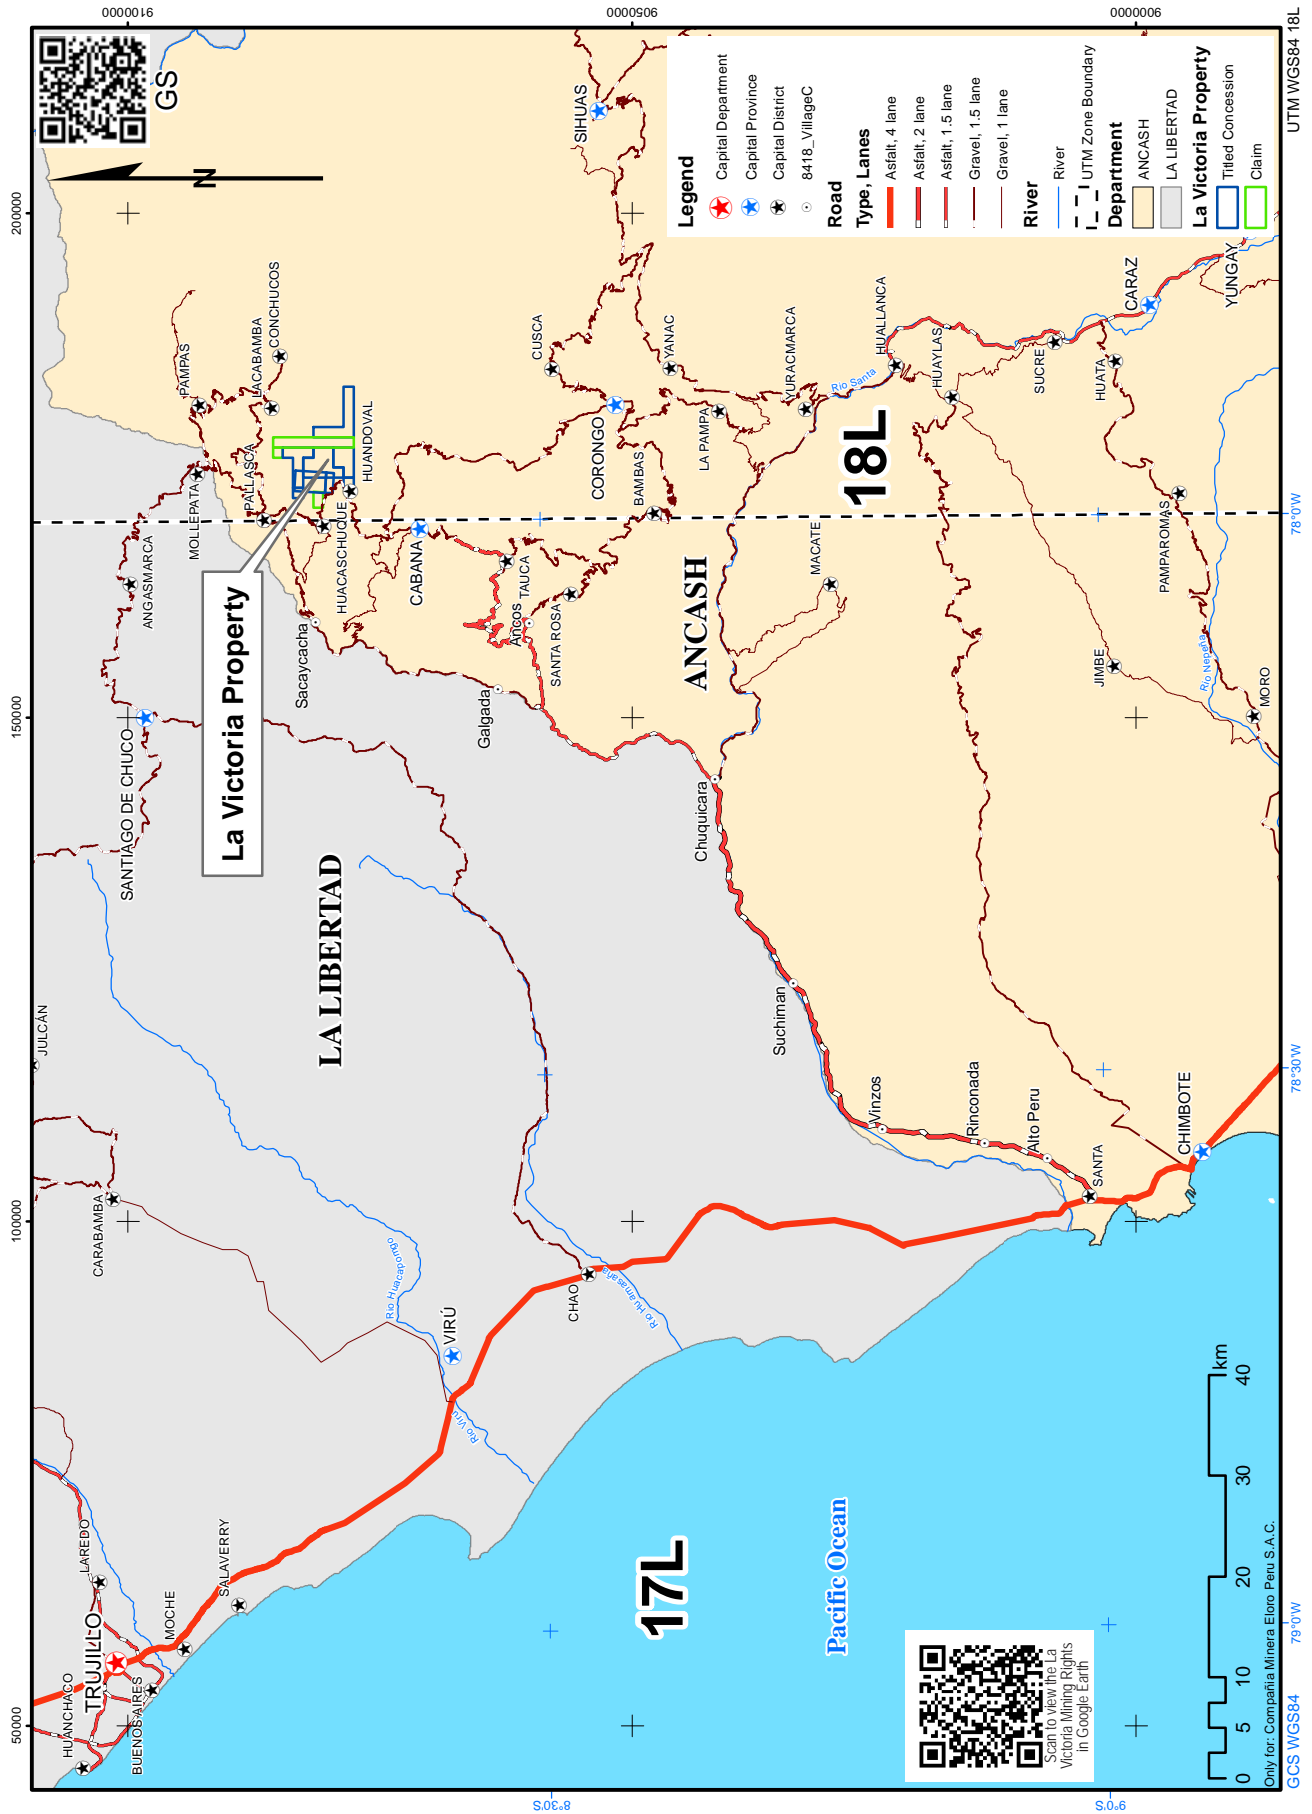 50000
100000
150000
200000
9100000
9050000
9000000
GS
N
HUANCHACO
TRUJILLO
LAREDO
BUENOS AIRES
MOCHE
SALAVERRY
CARABAMBA
JULCÁN
SANTIAGO DE CHUCO
ANGASMARCA
MOLLEPATA
PAMPAS
PALLASCA
LACABAMBA
CONCHUCOS
HUANDOVAL
HUACASCHUQUE
La Victoria Property
LA LIBERTAD
Sacaycacha
CABANA
TAUCA
Ancos
SANTA ROSA
Galgada
CUSCA
CORONGO
BAMBAS
YANAC
LA PAMPA
SIHUAS
YURACMARCA
Rio Santa
HUALLANCA
HUAYLAS
SUCRE
HUATA
CARAZ
YUNGAY
18L
ANCASH
MACATE
PAMPAROMAS
JIMBE
Rio Nepeña
MORO
Chuquicara
Suchiman
Vinzos
Rinconada
Alto Peru
SANTA
CHIMBOTE
Rio Huacapongo
VIRÚ
Rio Viru
CHAO
Rio Huamasaña
17L
Pacific Ocean
Legend
Capital Department
Capital Province
Capital District
8418_VillageC
Road
Type, Lanes
Asfalt, 4 lane
Asfalt, 2 lane
Asfalt, 1.5 lane
Gravel, 1.5 lane
Gravel, 1 lane
River
River
UTM Zone Boundary
Department
ANCASH
LA LIBERTAD
La Victoria Property
Titled Concession
Claim
Scan to view the La
Victoria Mining Rights
in Google Earth
0 5 10 20 30 40
km
Only for: Compañia Minera Eloro Peru S.A.C.
GCS WGS84
79°0'W
78°30'W
78°0'W
UTM WGS84 18L
8°30'S
9°0'S